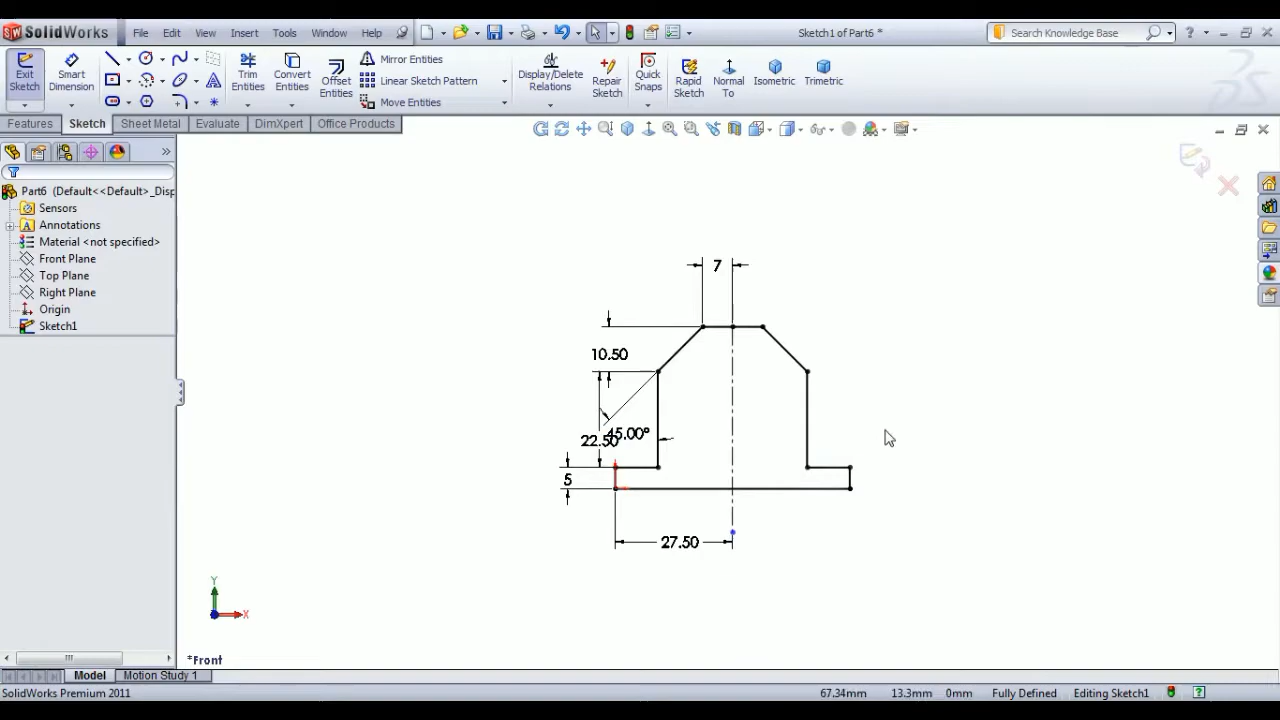 SolidWorks File Edit View Insert Tools Window Help Sketch1 of Part6 * Search Knowledge Base
Exit Sketch
Smart Dimension
Trim Entities
Convert Entities
Offset Entities
Mirror Entities
Linear Sketch Pattern
Move Entities
Display/Delete Relations
Repair Sketch
Quick Snaps
Rapid Sketch
Normal To
Isometric
Trimetric
Features Sketch Sheet Metal Evaluate DimXpert Office Products
Part6 (Default<<Default>_Disp
Sensors
Annotations
Material <not specified>
Front Plane
Top Plane
Right Plane
Origin
Sketch1
7
10.50
45.00°
22.50
5
27.50
Y
X
*Front
Model Motion Study 1
SolidWorks Premium 2011 67.34mm 13.3mm 0mm Fully Defined Editing Sketch1